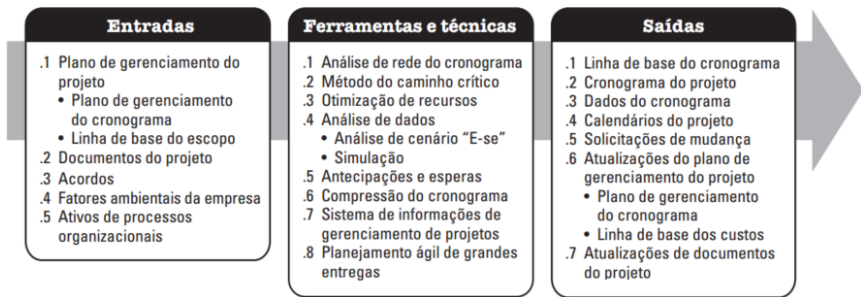 Entradas
.1 Plano de gerenciamento do
projeto
• Plano de gerenciamento
do cronograma
• Linha de base do escopo
.2 Documentos do projeto
.3 Acordos
.4 Fatores ambientais da empresa
.5 Ativos de processos
organizacionais
Ferramentas e técnicas
.1 Análise de rede do cronograma
.2 Método do caminho crítico
.3 Otimização de recursos
.4 Análise de dados
• Análise de cenário “E-se”
• Simulação
.5 Antecipações e esperas
.6 Compressão do cronograma
.7 Sistema de informações de
gerenciamento de projetos
.8 Planejamento ágil de grandes
entregas
Saídas
.1 Linha de base do cronograma
.2 Cronograma do projeto
.3 Dados do cronograma
.4 Calendários do projeto
.5 Solicitações de mudança
.6 Atualizações do plano de
gerenciamento do projeto
• Plano de gerenciamento
do cronograma
• Linha de base dos custos
.7 Atualizações de documentos
do projeto